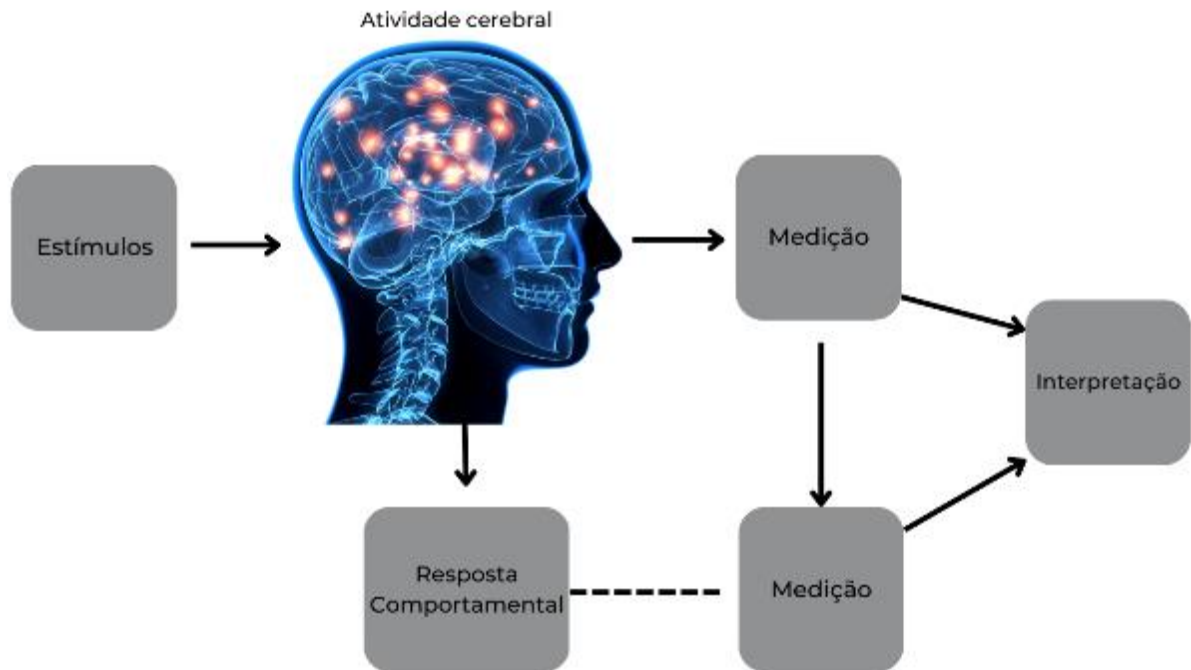 Atividade cerebral
Estímulos
Medição
Interpretação
Resposta
Comportamental
Medição